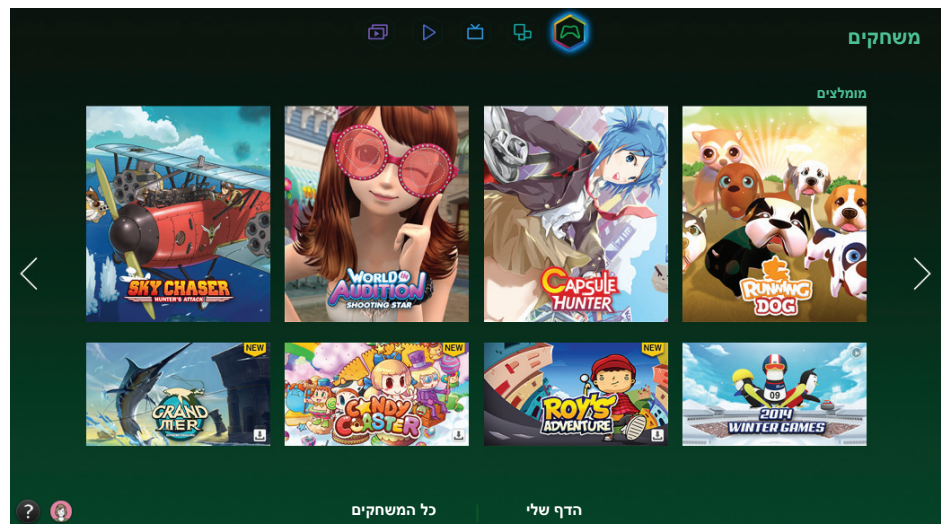 משחקים
מומלצים
RUNNING
DOG
CAPSULE
HUNTER
WORLD IN
AUDITION
SHOOTING STAR
SKY CHASER
HUNTER'S ATTACK
09
2014
WINTER GAMES
NEW
ROY'S
ADVENTURE
NEW
CANDY
COASTER
NEW
GRAND
MER
הדף שלי
כל המשחקים
?